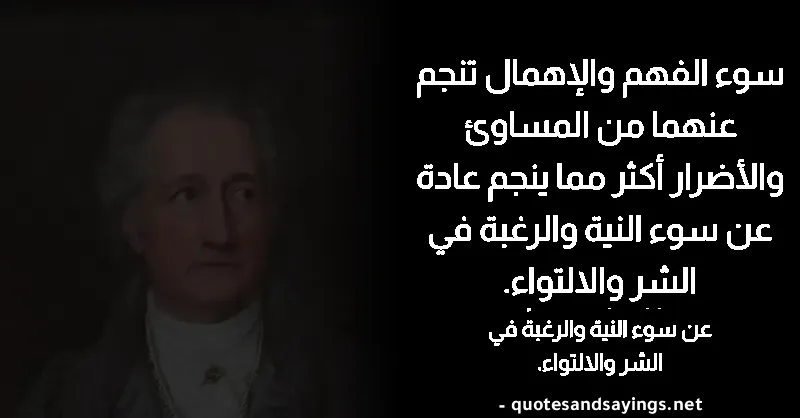 سوء الفهم والإهمال تنجم
عنهما من المساوئ
والأضرار أكثر مما ينجم عادة
عن سوء النية والرغبة في
الشر والالتواء.
عن سوء النية والرغبة في
الشر والالتواء.
- quotesandsayings.net